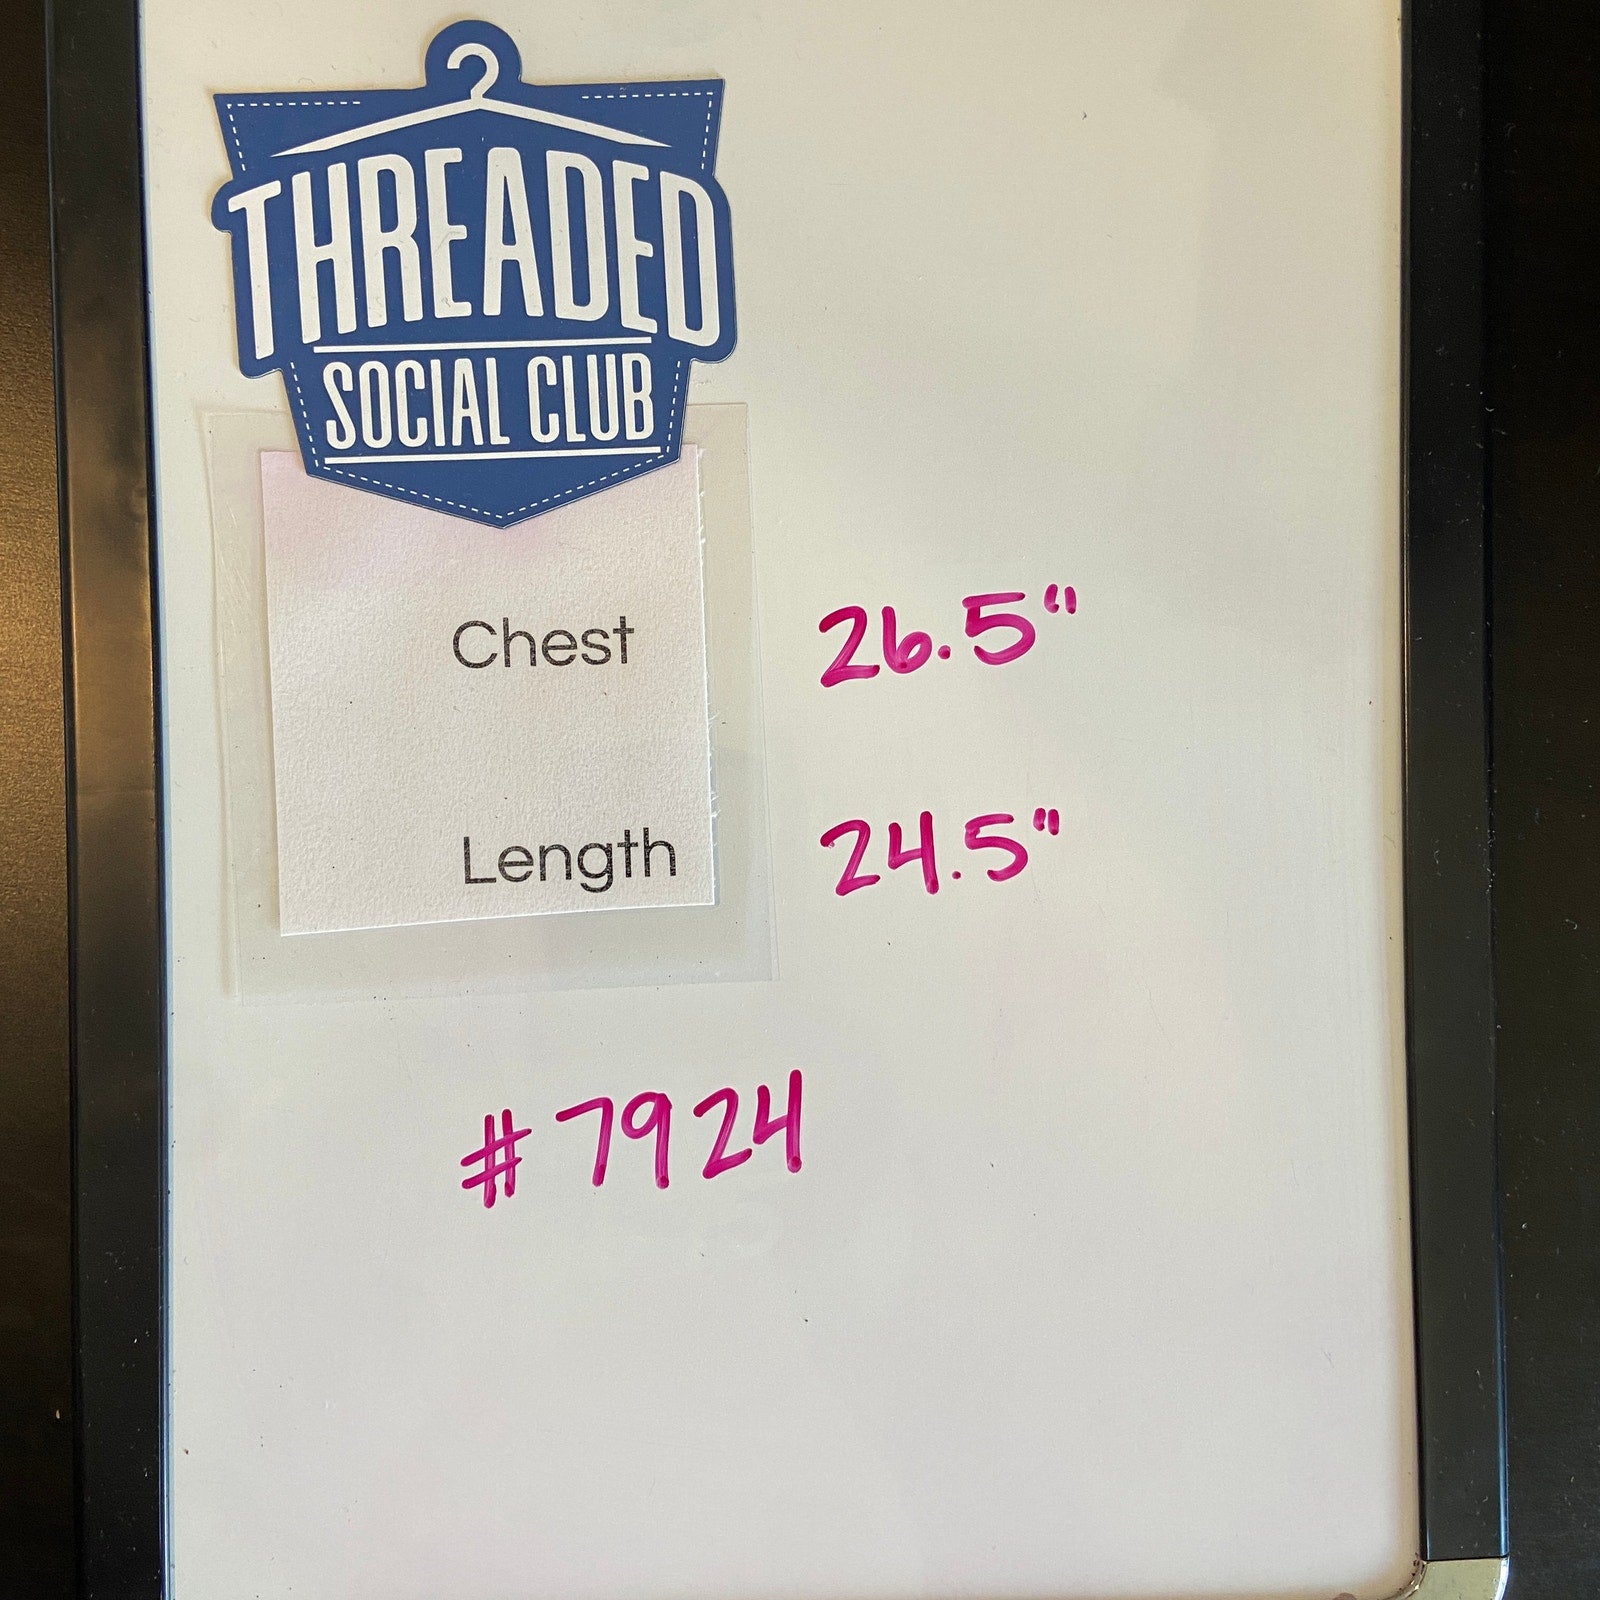 THREADED
SOCIAL CLUB
Chest 26.5"
Length 24.5"
#7924